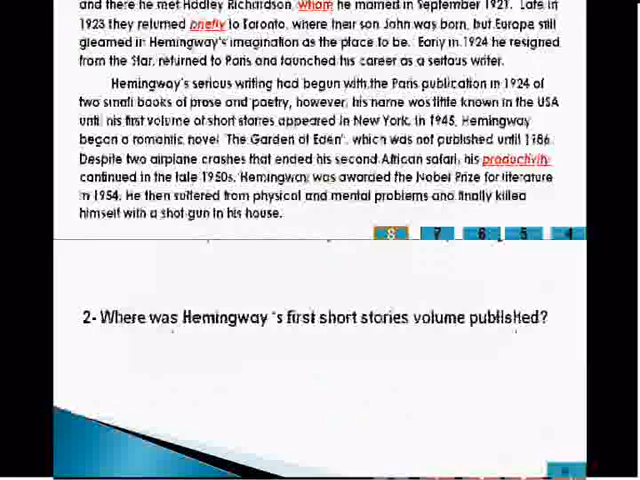 and there he met Hadley Richardson, whom he married in September 1921. Late in
1923 they returned briefly to Toronto, where their son John was born, but Europe still
gleamed in Hemingway's imagination as the place to be. Early in 1924 he resigned
from the Star, returned to Paris and launched his career as a serious writer.
Hemingway's serious writing had begun with the Paris publication in 1924 of
two small books of prose and poetry, however, his name was little known in the USA
until his first volume of short stories appeared in New York. In 1945, Hemingway
began a romantic novel 'The Garden of Eden', which was not published until 1986.
Despite two airplane crashes that ended his second African safari, his productivity
continued in the late 1950s. Hemingway was awarded the Nobel Prize for literature
in 1954. He then suffered from physical and mental problems and finally killed
himself with a shot gun in his house.
8 7 6 5 4
2- Where was Hemingway 's first short stories volume published?